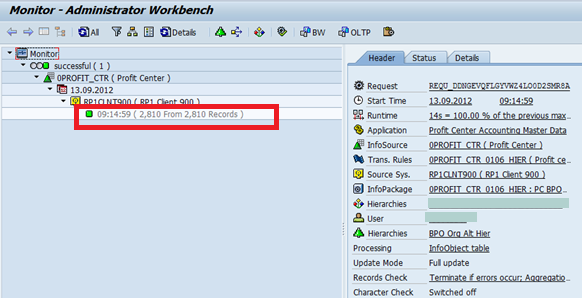 Monitor - Administrator Workbench
All
Details
BW
OLTP
Monitor
successful ( 1 )
0PROFIT_CTR ( Profit Center )
13.09.2012
RP1CLNT900 ( RP1 Client 900 )
09:14:59 ( 2,810 From 2,810 Records )
Header
Status
Details
Request
Start Time 13.09.2012 09:14:59
Runtime 14s = 100.00 % of the previous max
Application Profit Center Accounting Master Data
InfoSource 0PROFIT_CTR ( Profit Center
Trans. Rules 0PROFIT_CTR_0106_HIER ( Profit ce
Source Sys. RP1CLNT900 ( RP1 Client 900 )
InfoPackage 0PROFIT_CTR_0106_HIER : PC BPO
Hierarchies
User
Hierarchies BPO Org Alt Hier
Processing InfoObject table
Update Mode Full update
Records Check Terminate if errors occur; Aggregatio
Character Check Switched off